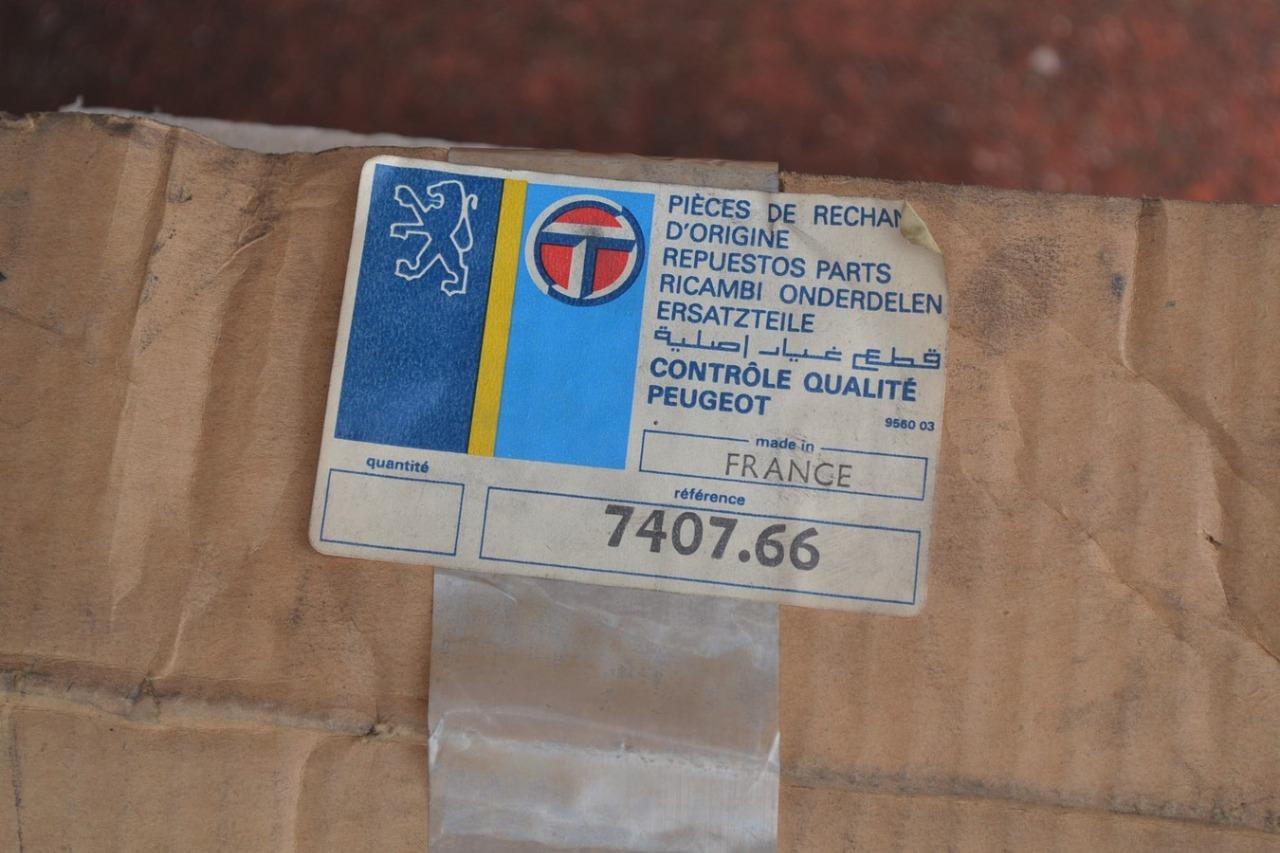 PIÈCES DE RECHAN
D'ORIGINE
REPUESTOS PARTS
RICAMBI ONDERDELEN
ERSATZTEILE
قطع غيار اصلية
CONTRÔLE QUALITÉ
PEUGEOT
9560 03
made in
FRANCE
quantité
référence
7407.66